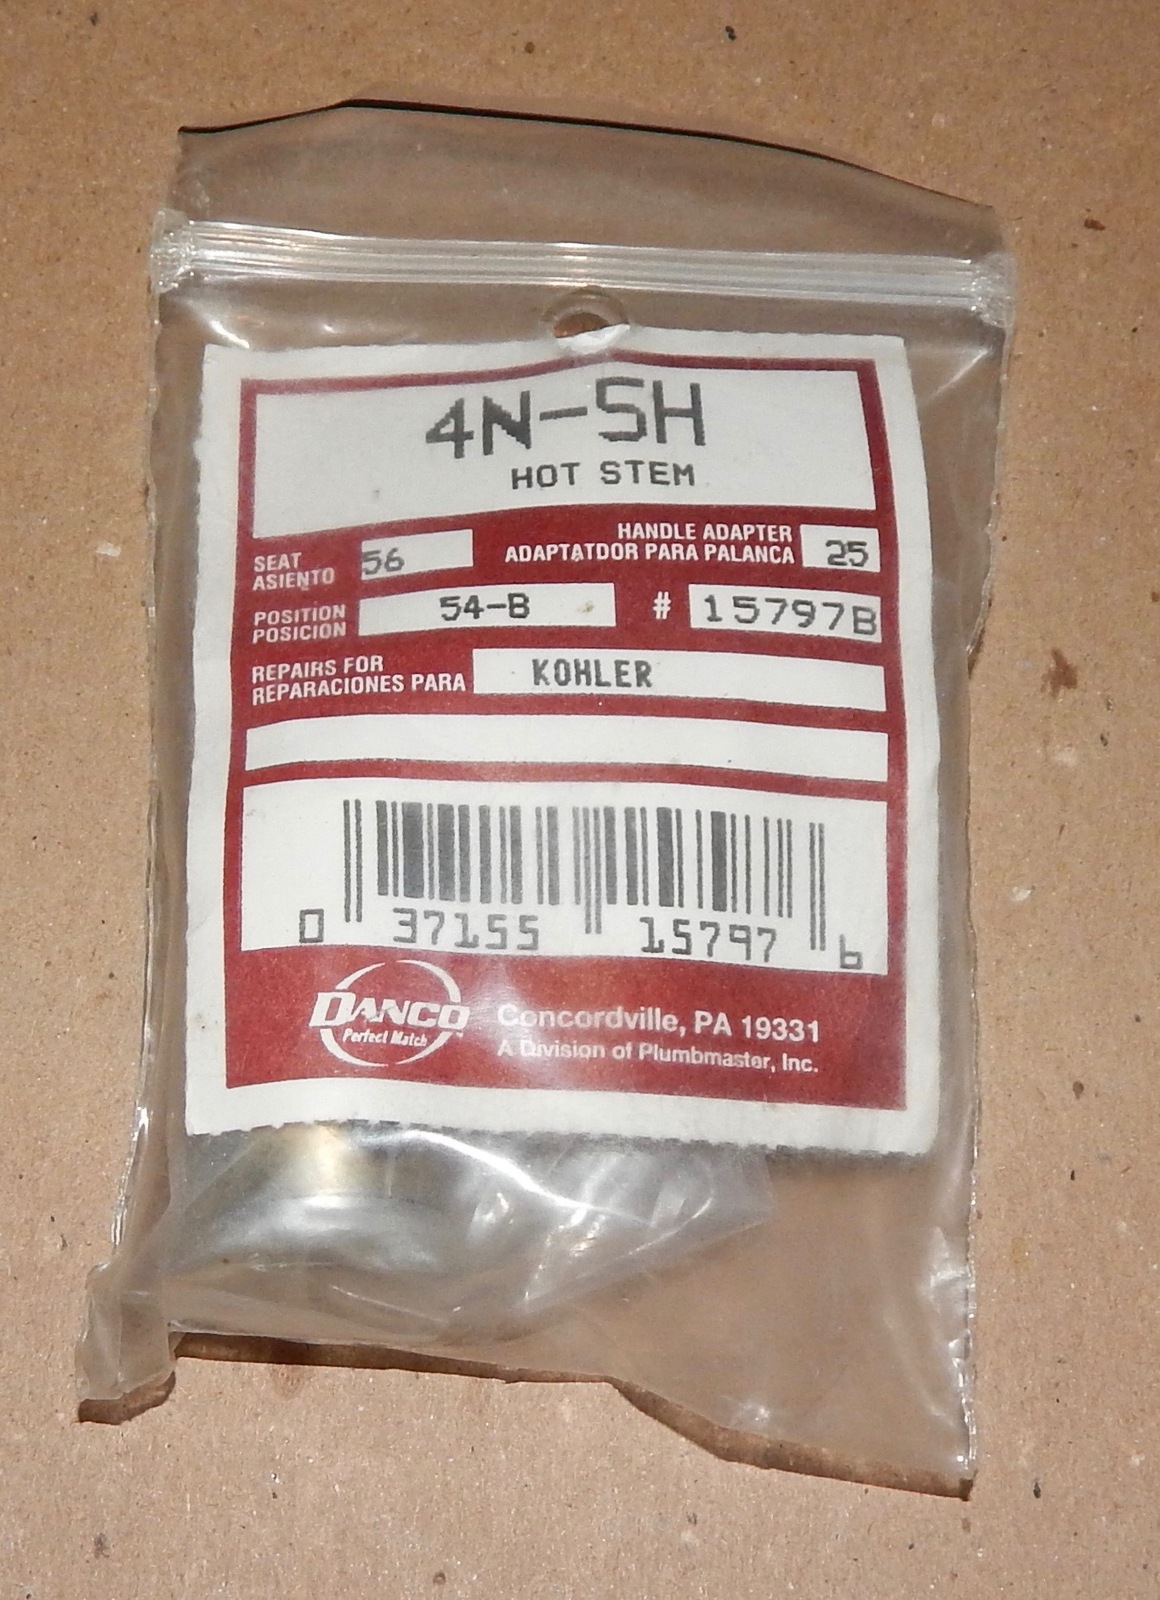 4N-5H
HOT STEM
SEAT
ASIENTO
56
HANDLE ADAPTER
ADAPTATDOR PARA PALANCA
25
POSITION
POSICION
54-B
# 15797B
REPAIRS FOR
REPARACIONES PARA
KOHLER
0 37155 15797 6
DANCO
Perfect Match
Concordville, PA 19331
A Division of Plumbmaster, Inc.